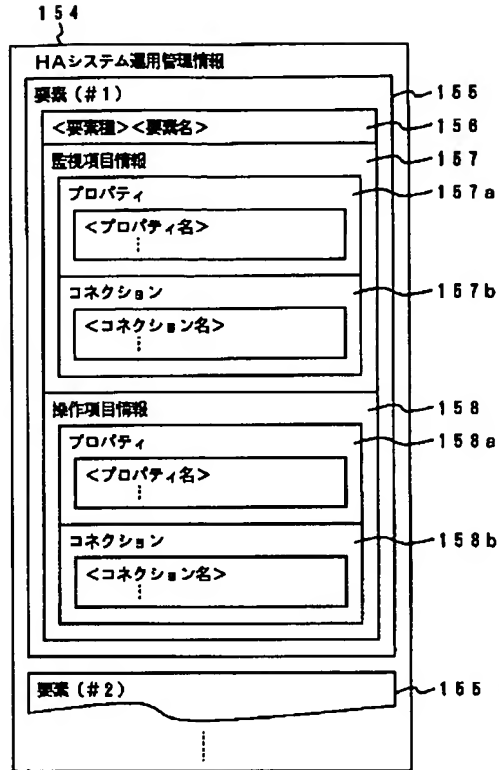 154
HAシステム運用管理情報
要素(#1)
155
<要素種><要素名>
156
監視項目情報
157
プロパティ
157a
<プロパティ名>
コネクション
157b
<コネクション名>
操作項目情報
158
プロパティ
158a
<プロパティ名>
コネクション
158b
<コネクション名>
要素(#2)
155